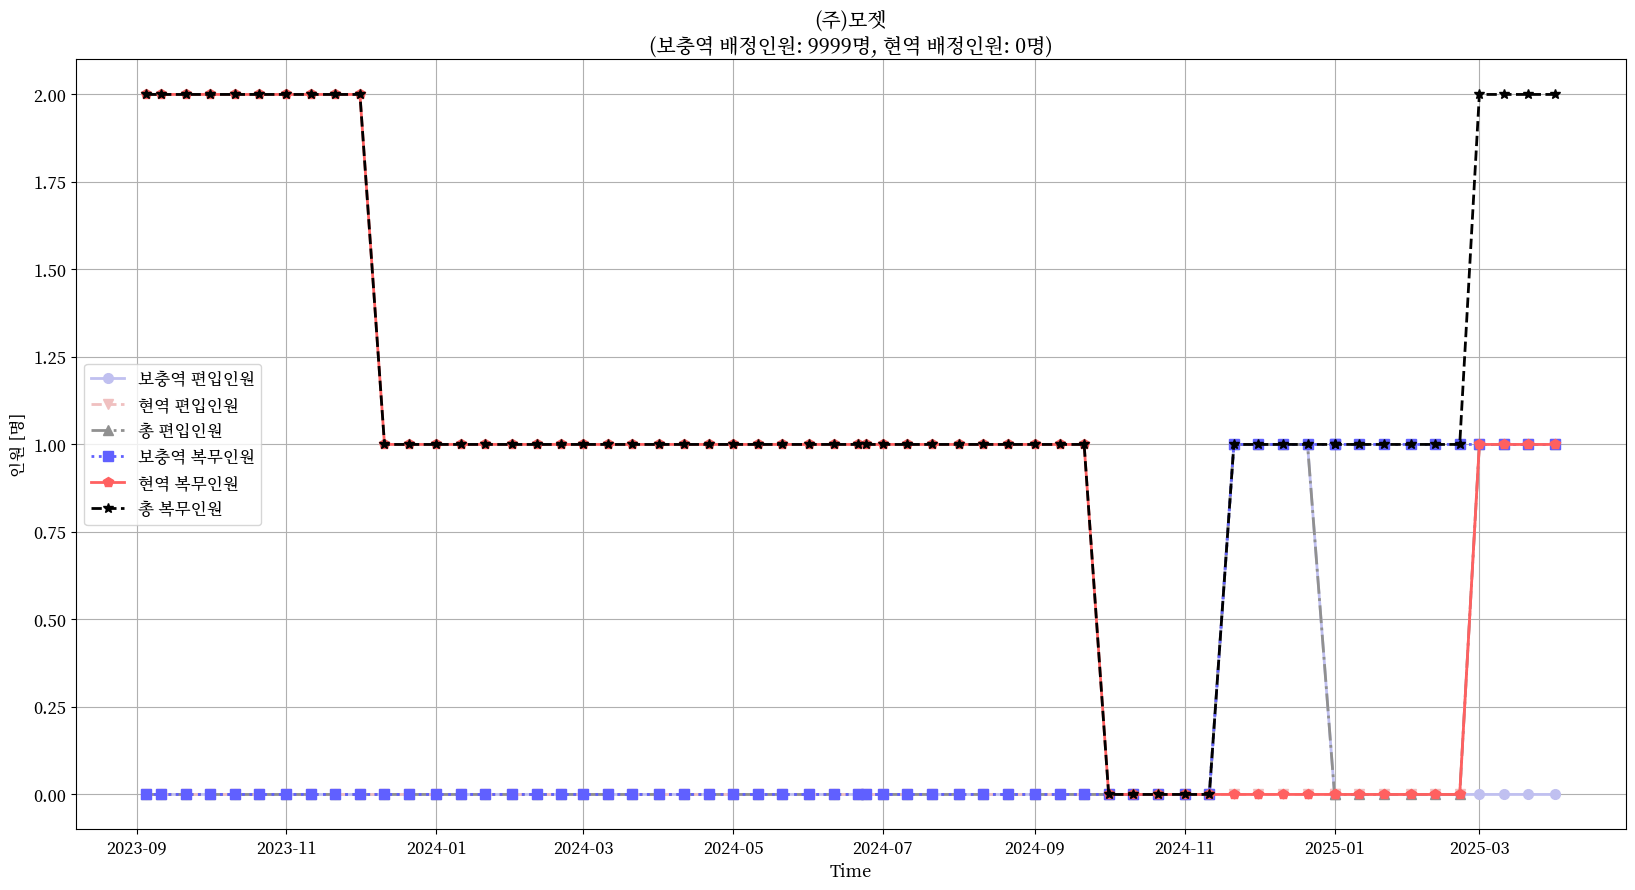 (주)모젯
(보충역 배정인원: 9999명, 현역 배정인원: 0명)
2.00
1.75
1.50
1.25
1.00
0.75
0.50
0.25
0.00
인원 [명]
보충역 편입인원
현역 편입인원
총 편입인원
보충역 복무인원
현역 복무인원
총 복무인원
2023-09 2023-11 2024-01 2024-03 2024-05 2024-07 2024-09 2024-11 2025-01 2025-03
Time